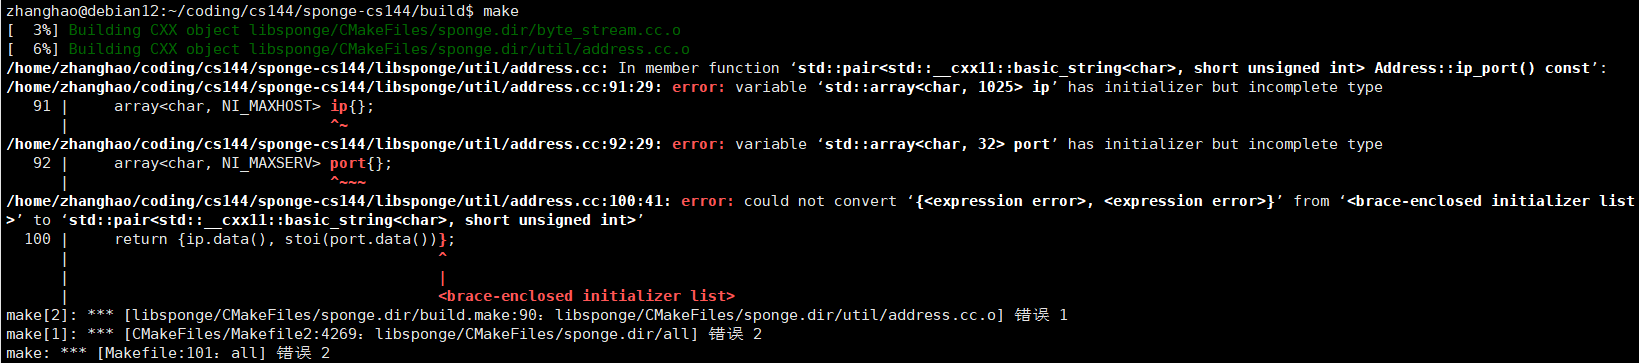 zhanghao@debian12:~/coding/cs144/sponge-cs144/build$ make
[  3%] Building CXX object libsponge/CMakeFiles/sponge.dir/byte_stream.cc.o
[  6%] Building CXX object libsponge/CMakeFiles/sponge.dir/util/address.cc.o
/home/zhanghao/coding/cs144/sponge-cs144/libsponge/util/address.cc: In member function ‘std::pair<std::__cxx11::basic_string<char>, short unsigned int> Address::ip_port() const’:
/home/zhanghao/coding/cs144/sponge-cs144/libsponge/util/address.cc:91:29: error: variable ‘std::array<char, 1025> ip’ has initializer but incomplete type
   91 |     array<char, NI_MAXHOST> ip{};
      |                             ^~
/home/zhanghao/coding/cs144/sponge-cs144/libsponge/util/address.cc:92:29: error: variable ‘std::array<char, 32> port’ has initializer but incomplete type
   92 |     array<char, NI_MAXSERV> port{};
      |                             ^~~~
/home/zhanghao/coding/cs144/sponge-cs144/libsponge/util/address.cc:100:41: error: could not convert ‘{<expression error>, <expression error>}’ from ‘<brace-enclosed initializer list
>’ to ‘std::pair<std::__cxx11::basic_string<char>, short unsigned int>’
  100 |     return {ip.data(), stoi(port.data())};
      |                                         ^
      |                                         |
      |                                         <brace-enclosed initializer list>
make[2]: *** [libsponge/CMakeFiles/sponge.dir/build.make:90：libsponge/CMakeFiles/sponge.dir/util/address.cc.o] 错误 1
make[1]: *** [CMakeFiles/Makefile2:4269：libsponge/CMakeFiles/sponge.dir/all] 错误 2
make: *** [Makefile:101：all] 错误 2